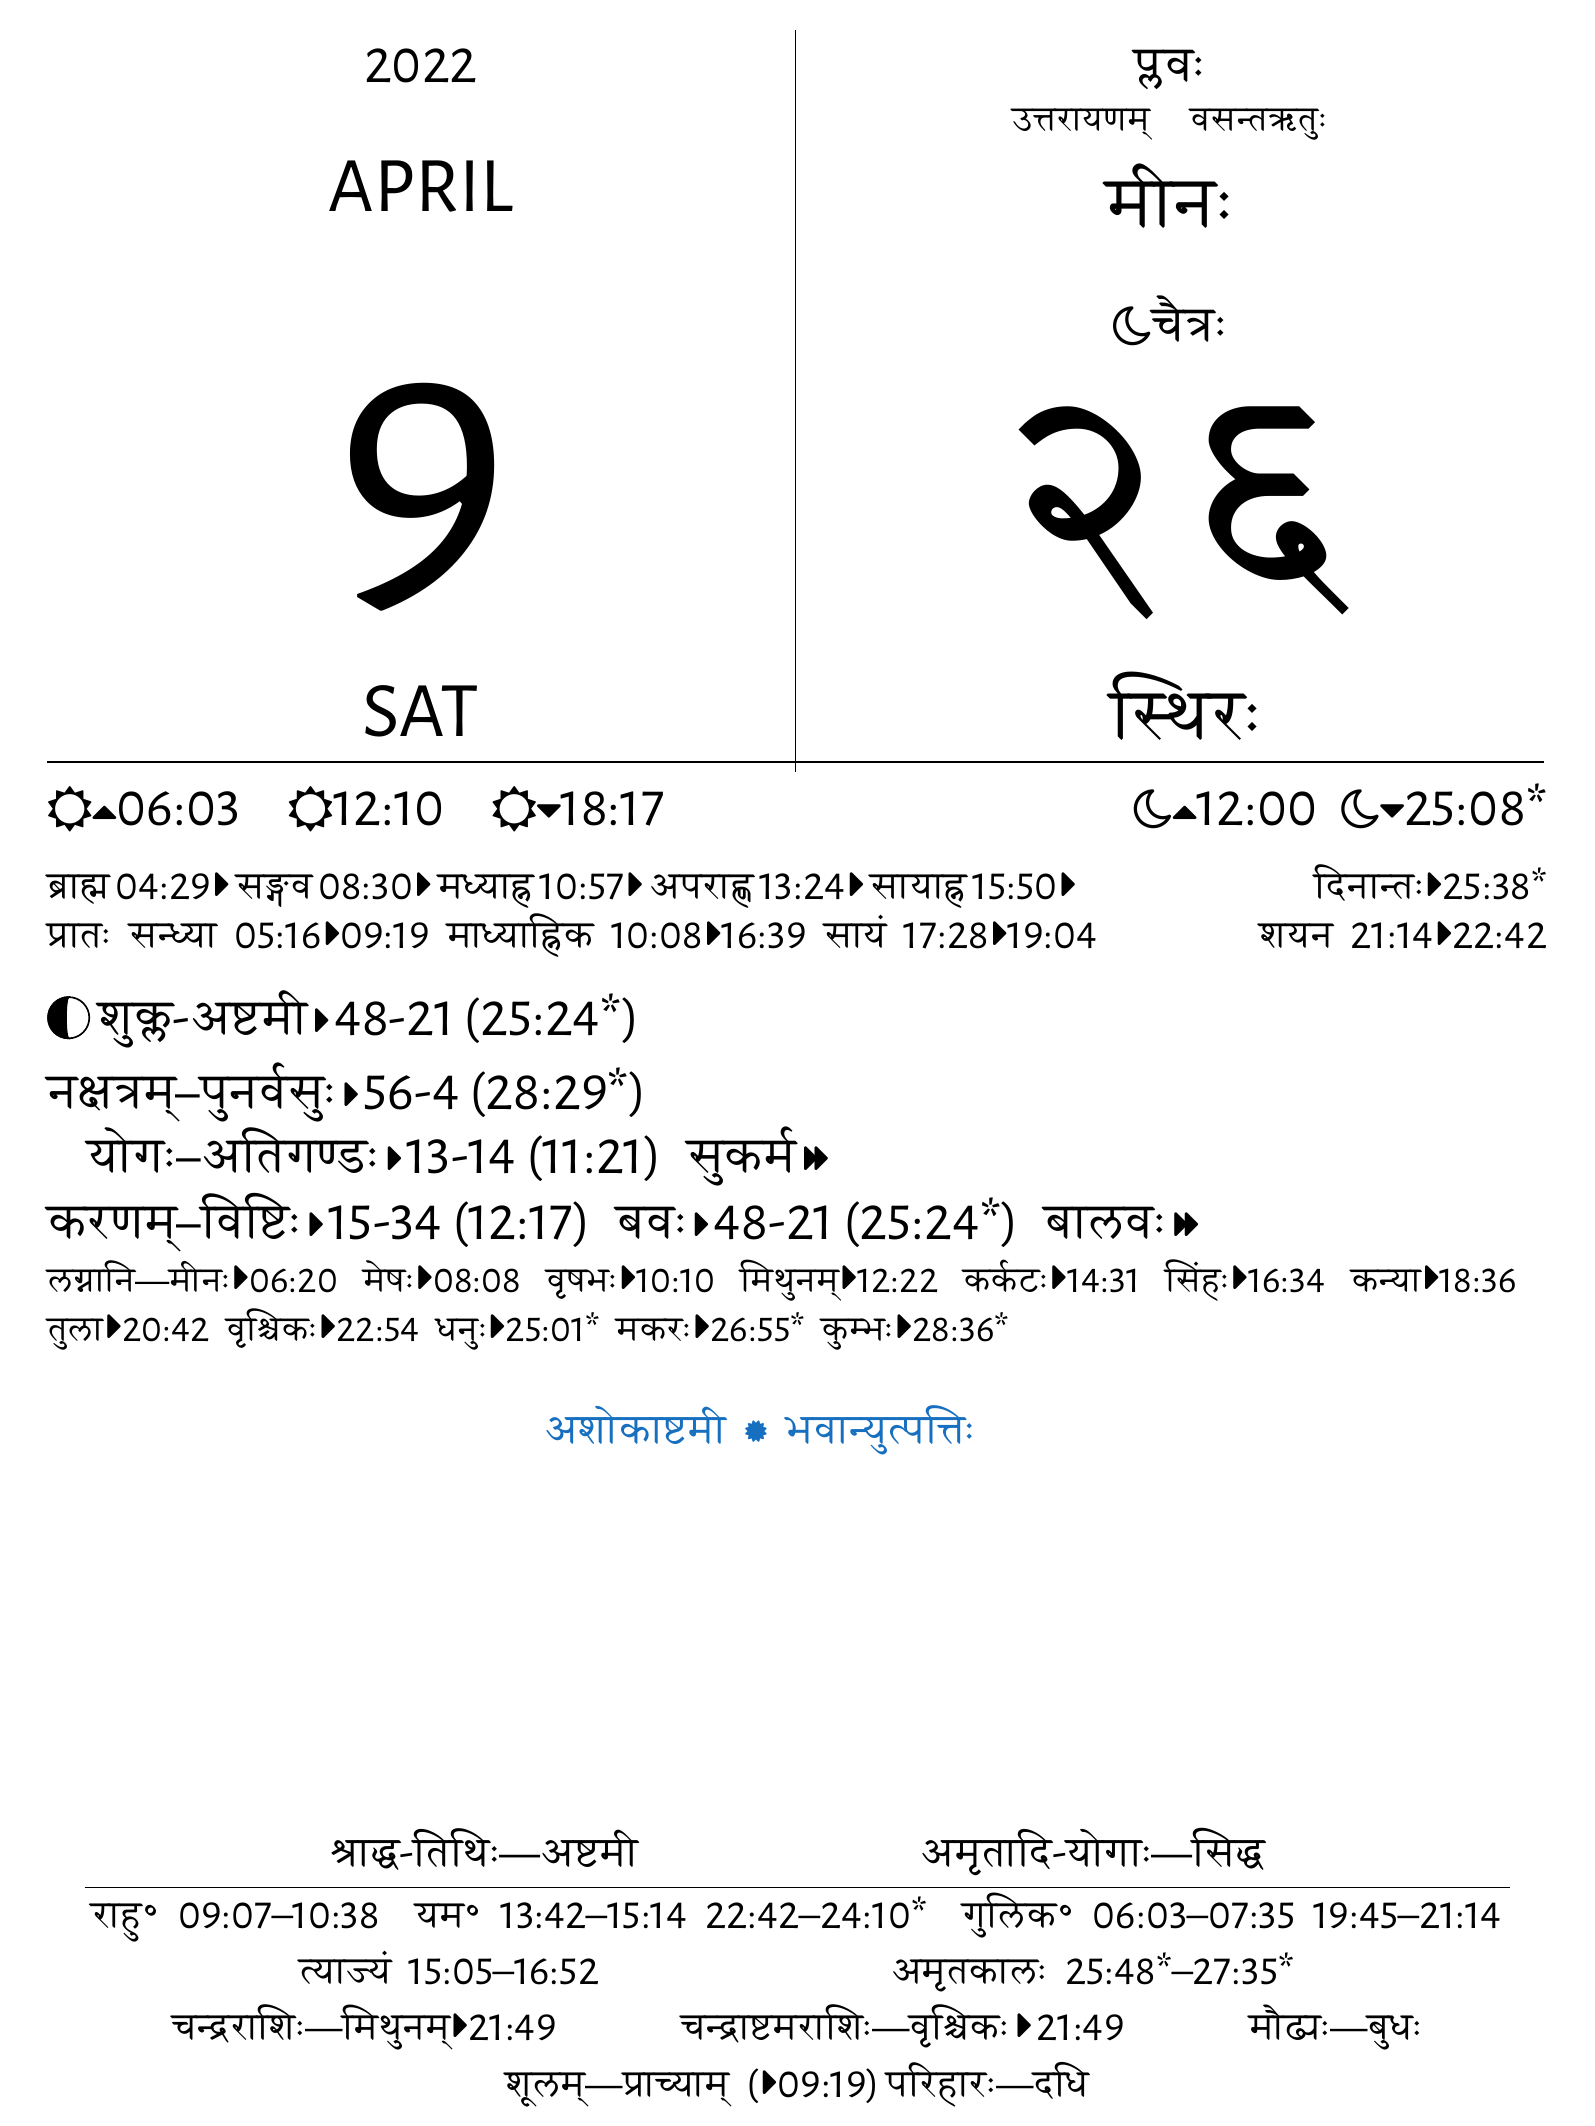 2022
APRIL
9
SAT
प्लवः
उत्तरायणम् वसन्तऋतुः
मीनः
चैत्रः
२६
स्थिरः
06:03 12:10 18:17 12:00 25:08*
ब्राह्म 04:29 सङ्गव 08:30 मध्याह्न 10:57 अपराह्ण 13:24 सायाह्न 15:50 दिनान्तः 25:38*
प्रातः सन्ध्या 05:16 09:19 माध्याह्निक 10:08 16:39 सायं 17:28 19:04 शयन 21:14 22:42
शुक्ल-अष्टमी 48-21 (25:24*)
नक्षत्रम्–पुनर्वसुः 56-4 (28:29*)
योगः–अतिगण्डः 13-14 (11:21) सुकर्म
करणम्–विष्टिः 15-34 (12:17) बवः 48-21 (25:24*) बालवः
लग्नानि—मीनः 06:20 मेषः 08:08 वृषभः 10:10 मिथुनम् 12:22 कर्कटः 14:31 सिंहः 16:34 कन्या 18:36
तुला 20:42 वृश्चिकः 22:54 धनुः 25:01* मकरः 26:55* कुम्भः 28:36*
अशोकाष्टमी ✹ भवान्युत्पत्तिः
श्राद्ध-तिथिः—अष्टमी अमृतादि-योगाः—सिद्ध
राहु॰ 09:07–10:38 यम॰ 13:42–15:14 22:42–24:10* गुलिक॰ 06:03–07:35 19:45–21:14
त्याज्यं 15:05–16:52 अमृतकालः 25:48*–27:35*
चन्द्रराशिः—मिथुनम् 21:49 चन्द्राष्टमराशिः—वृश्चिकः 21:49 मौढ्यः—बुधः
शूलम्—प्राच्याम् (09:19) परिहारः—दधि